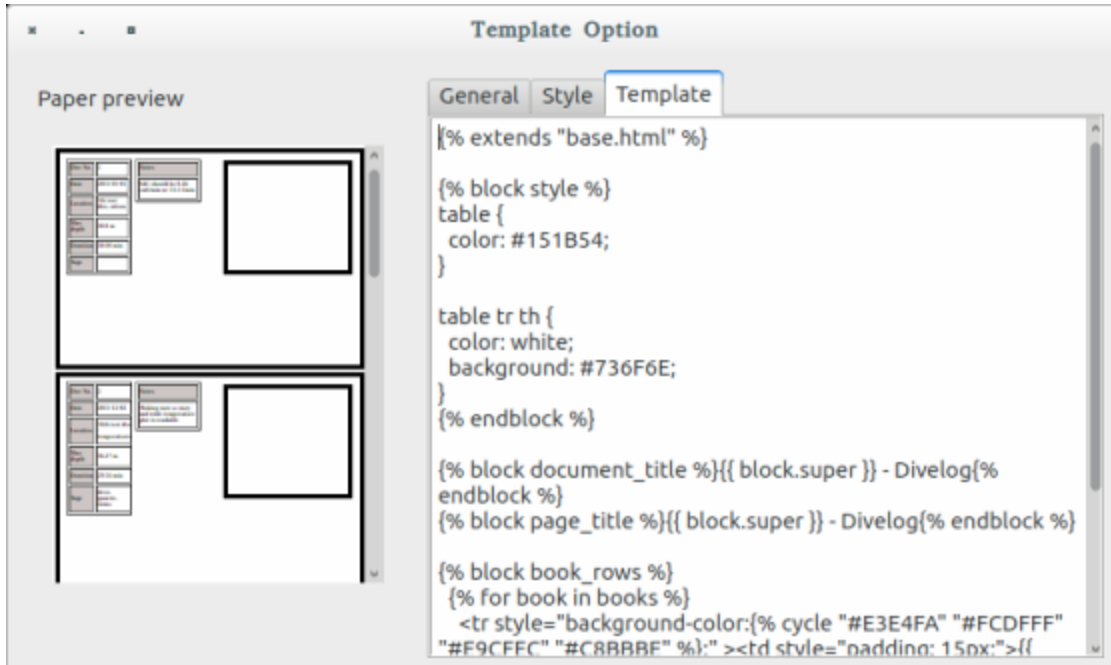 Template Option
Paper preview
General Style Template
{% extends "base.html" %}
{% block style %}
table {
color: #151B54;
}
table tr th {
color: white;
background: #736F6E;
}
{% endblock %}
{% block document_title %}{{ block.super }} - Divelog{%
endblock %}
{% block page_title %}{{ block.super }} - Divelog{% endblock %}
{% block book_rows %}
{% for book in books %}
<tr style="background-color:{% cycle "#E3E4FA" "#FCDFFF"
"#F9CFFC" "#C8BBBE" %};" ><td style="padding: 15px;">{{